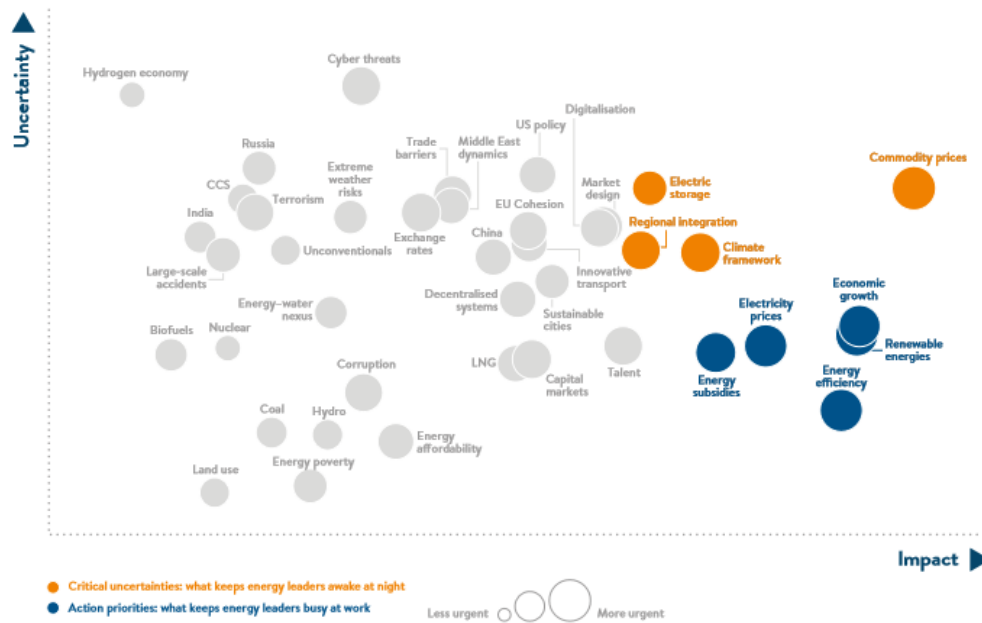 Uncertainty
Hydrogen economy
Cyber threats
Digitalisation
US policy
Russia
Trade
barriers
Middle East
dynamics
Commodity prices
Extreme
weather
risks
CCS
Terrorism
Market
design
Electric
storage
India
EU Cohesion
Regional integration
China
Exchange
rates
Unconventionals
Climate
framework
Large-scale
accidents
Innovative
transport
Economic
growth
Energy–water
nexus
Decentralised
systems
Sustainable
cities
Electricity
prices
Biofuels
Nuclear
Renewable
energies
Corruption
LNG
Capital
markets
Talent
Energy
subsidies
Energy
efficiency
Coal
Hydro
Energy
affordability
Land use
Energy poverty
Impact
Critical uncertainties: what keeps energy leaders awake at night
Action priorities: what keeps energy leaders busy at work
Less urgent
More urgent